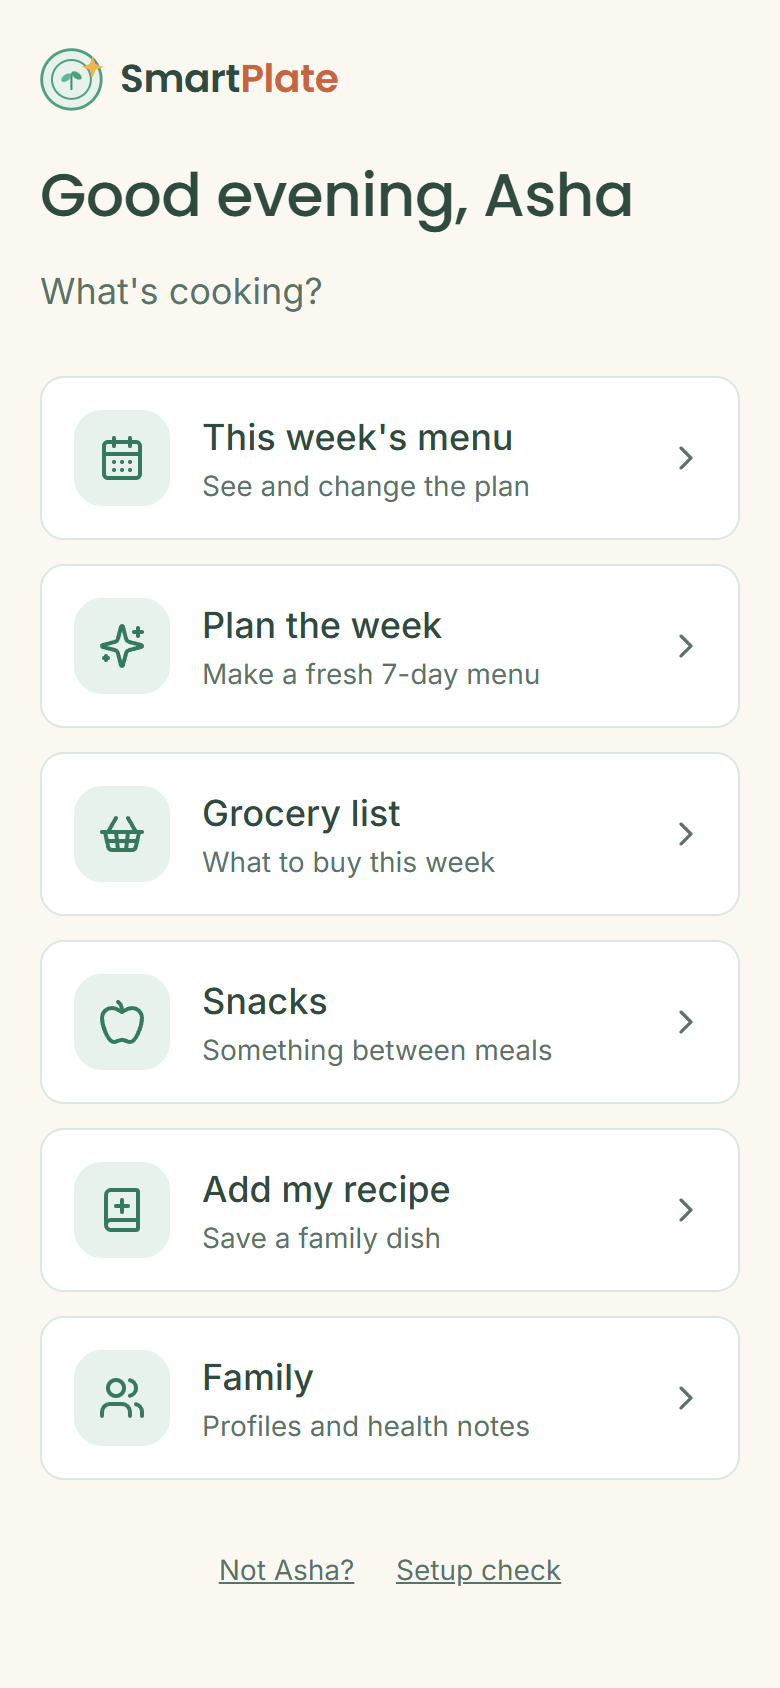 SmartPlate
Good evening, Asha
What's cooking?
This week's menu
See and change the plan
Plan the week
Make a fresh 7-day menu
Grocery list
What to buy this week
Snacks
Something between meals
Add my recipe
Save a family dish
Family
Profiles and health notes
Not Asha? Setup check